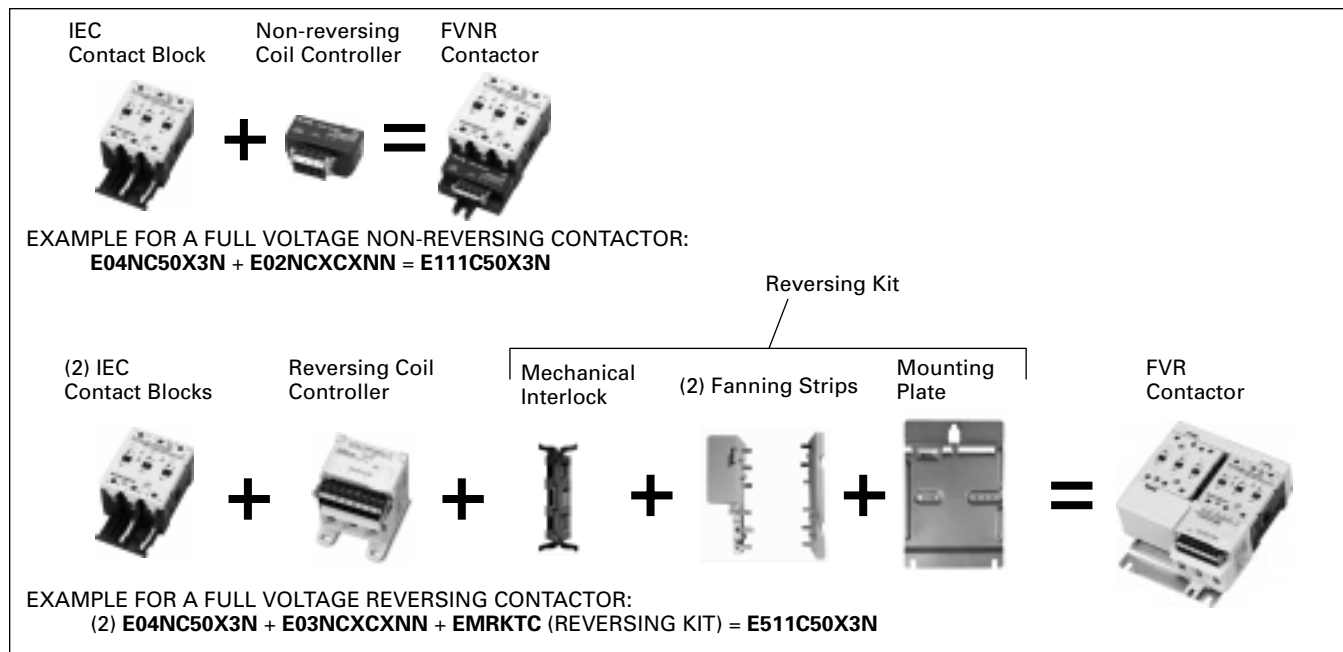 IEC
Contact Block
Non-reversing
Coil Controller
FVNR
Contactor
+
=
EXAMPLE FOR A FULL VOLTAGE NON-REVERSING CONTACTOR:
E04NC50X3N + E02NCXCXNN = E111C50X3N
Reversing Kit
(2) IEC
Contact Blocks
Reversing Coil
Controller
Mechanical
Interlock
(2) Fanning Strips
Mounting
Plate
FVR
Contactor
+
+
+
+
=
EXAMPLE FOR A FULL VOLTAGE REVERSING CONTACTOR:
(2) E04NC50X3N + E03NCXCXNN + EMRKTC (REVERSING KIT) = E511C50X3N